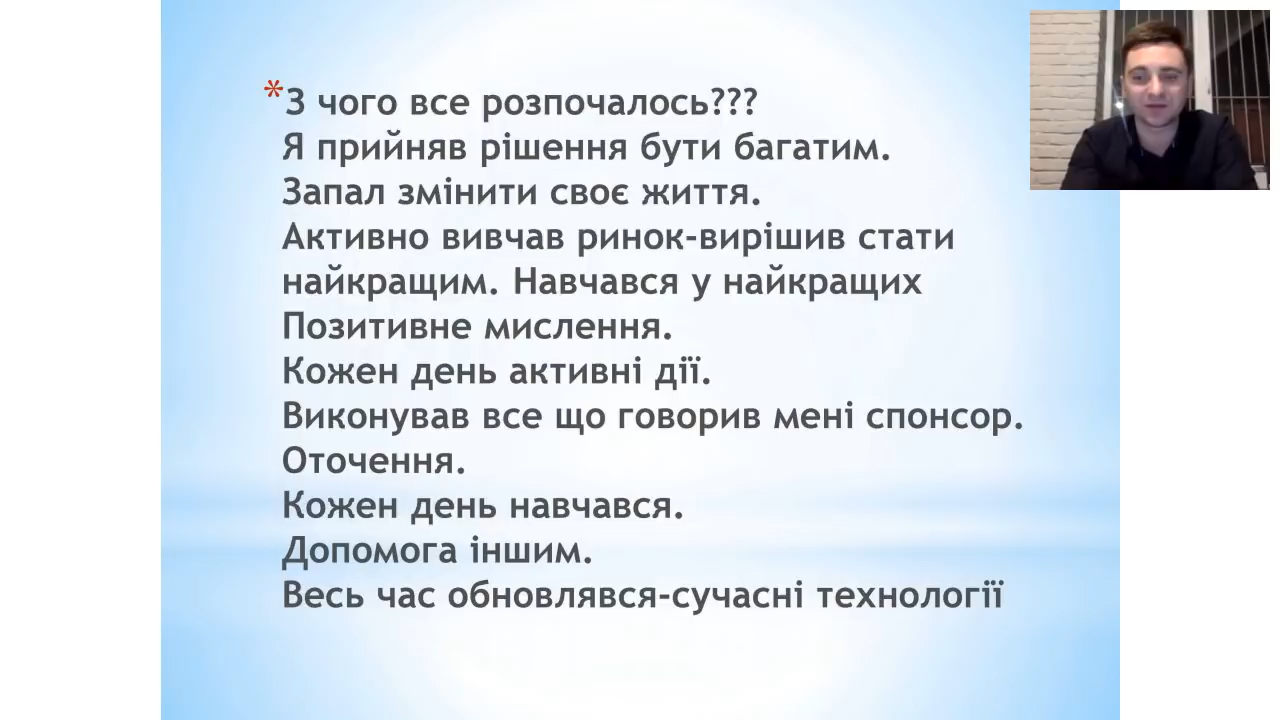 *З чого все розпочалось???
Я прийняв рішення бути багатим.
Запал змінити своє життя.
Активно вивчав ринок-вирішив стати
найкращим. Навчався у найкращих
Позитивне мислення.
Кожен день активні дії.
Виконував все що говорив мені спонсор.
Оточення.
Кожен день навчався.
Допомога іншим.
Весь час обновлявся-сучасні технології